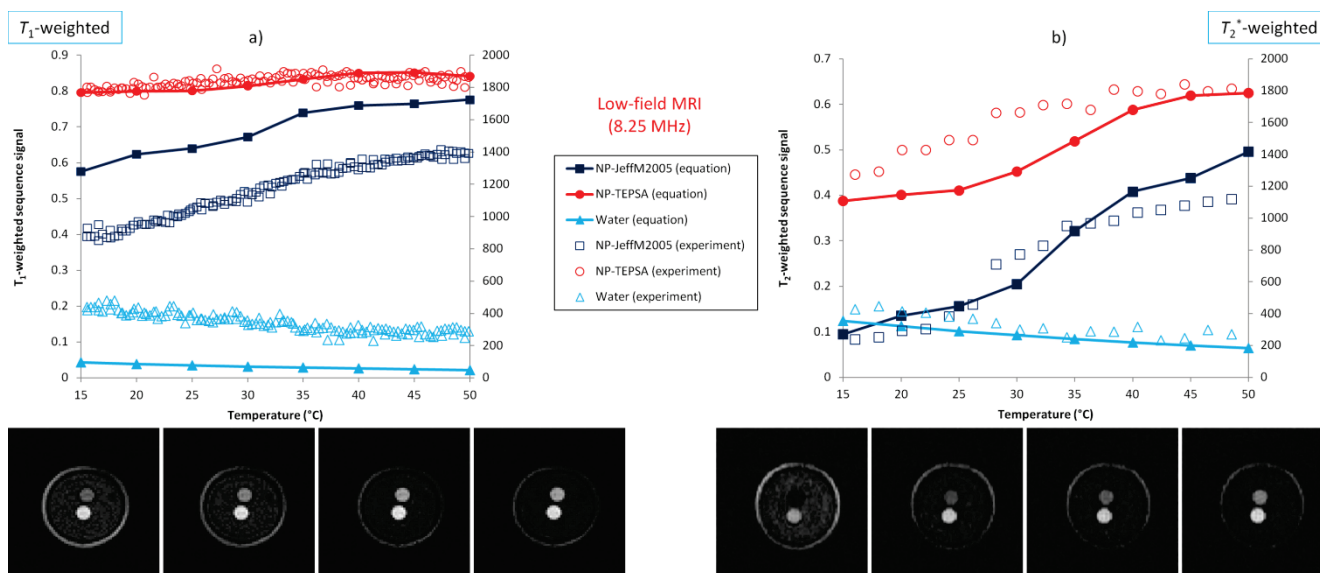 T1-weighted
a)
T1-weighted sequence signal
0.9
0.8
0.7
0.6
0.5
0.4
0.3
0.2
0.1
0
2000
1800
1600
1400
1200
1000
800
600
400
200
0
15 20 25 30 35 40 45 50
Temperature (°C)
Low-field MRI
(8.25 MHz)
NP-JeffM2005 (equation)
NP-TEPSA (equation)
Water (equation)
NP-JeffM2005 (experiment)
NP-TEPSA (experiment)
Water (experiment)
b)
T2*-weighted
T2-weighted sequence signal
0.7
0.6
0.5
0.4
0.3
0.2
0.1
0
2000
1800
1600
1400
1200
1000
800
600
400
200
0
15 20 25 30 35 40 45 50
Temperature (°C)